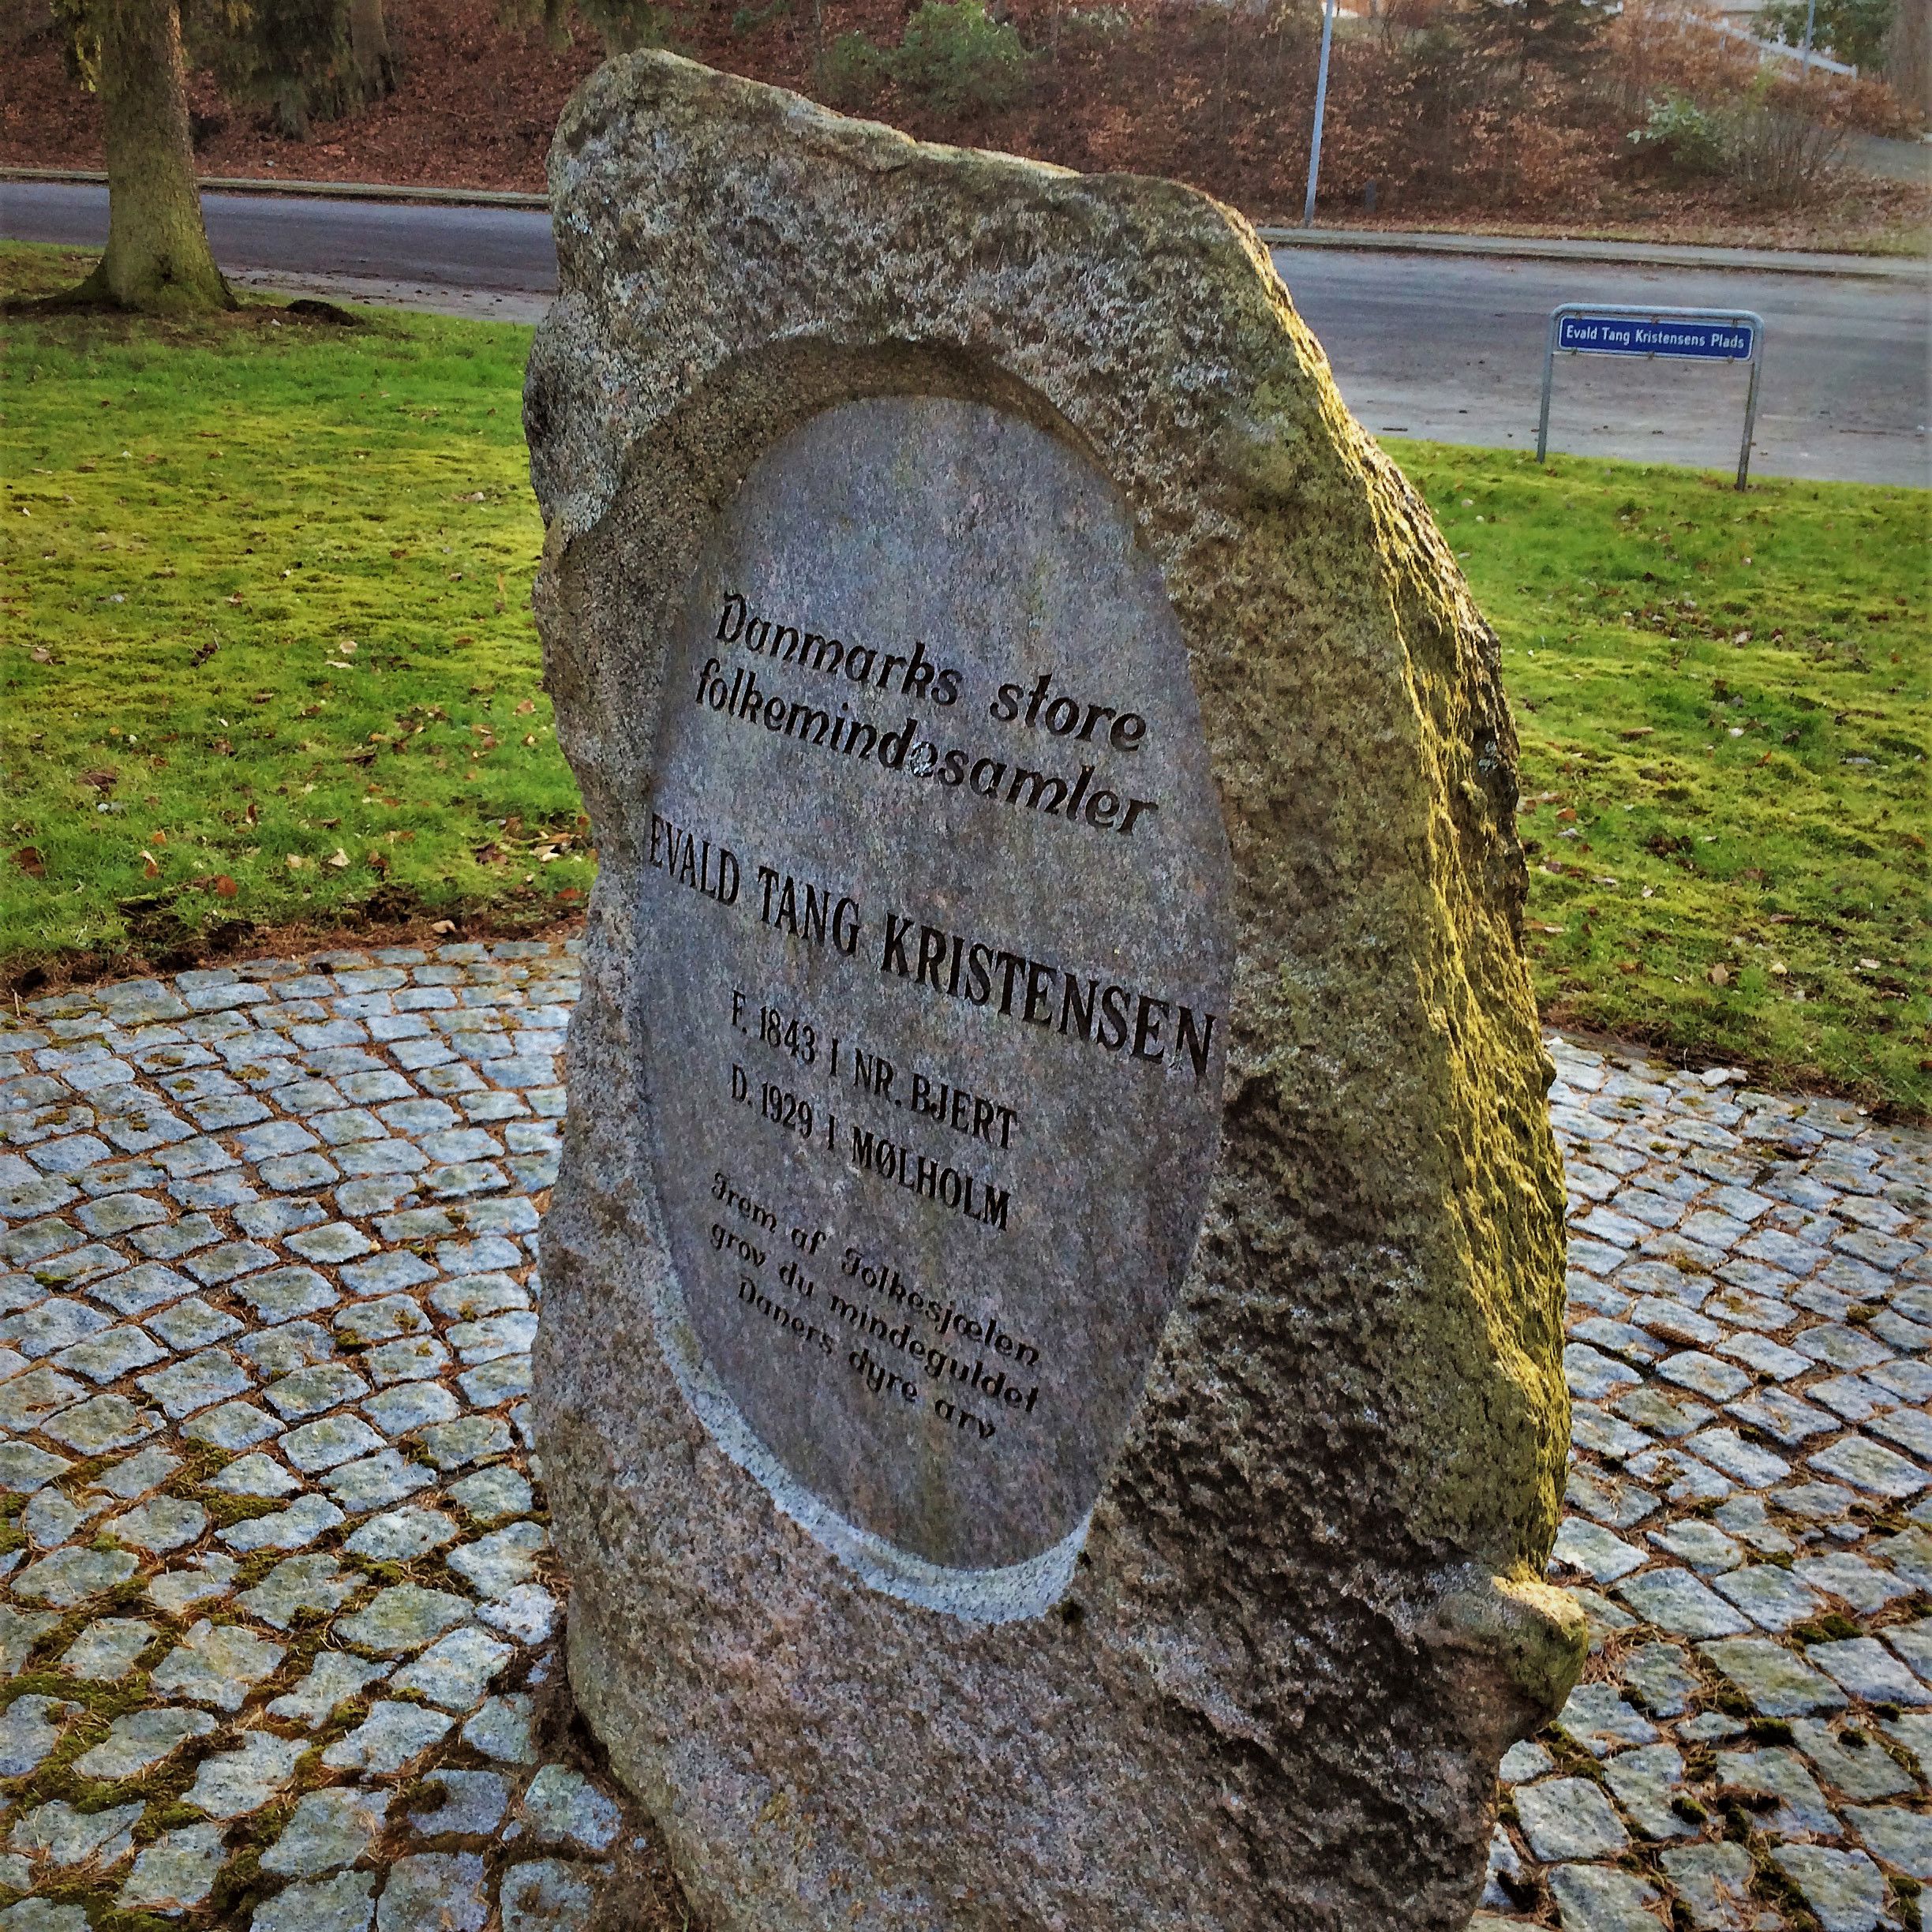 Evald Tang Kristensens Plads
Danmarks store
folkemindesamler
EVALD TANG KRISTENSEN
F. 1843 I NR. BJERT
D. 1929 I MØLHOLM
Frem af Folkesjælen
grov du mindeguldet
Daners dyre arv